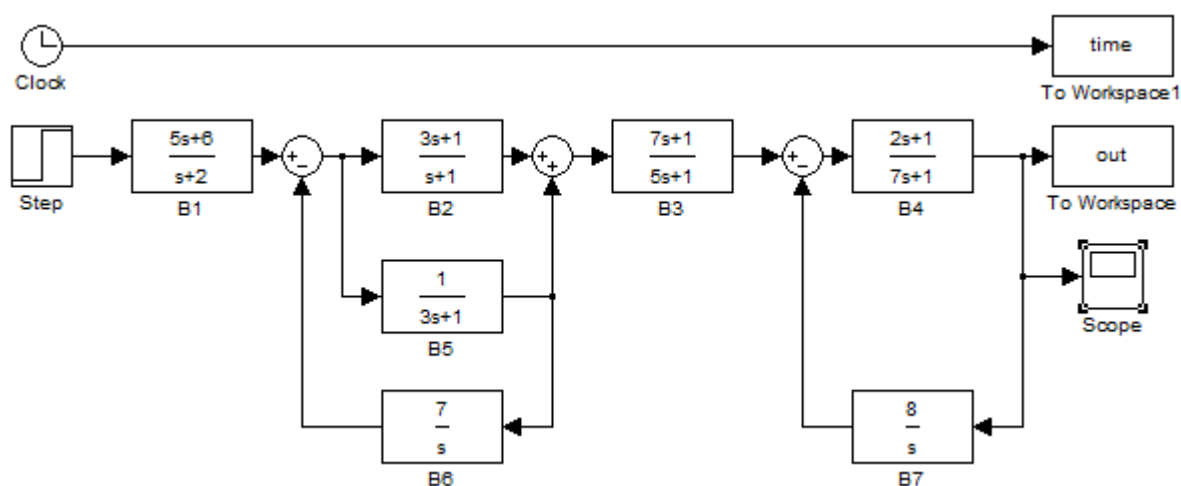 time
Clock
To Workspace1
5s+6
s+2
+
−
3s+1
s+1
+
+
7s+1
5s+1
+
−
2s+1
7s+1
out
Step
B1
B2
B3
B4
To Workspace
1
3s+1
B5
Scope
7
s
B6
8
s
B7